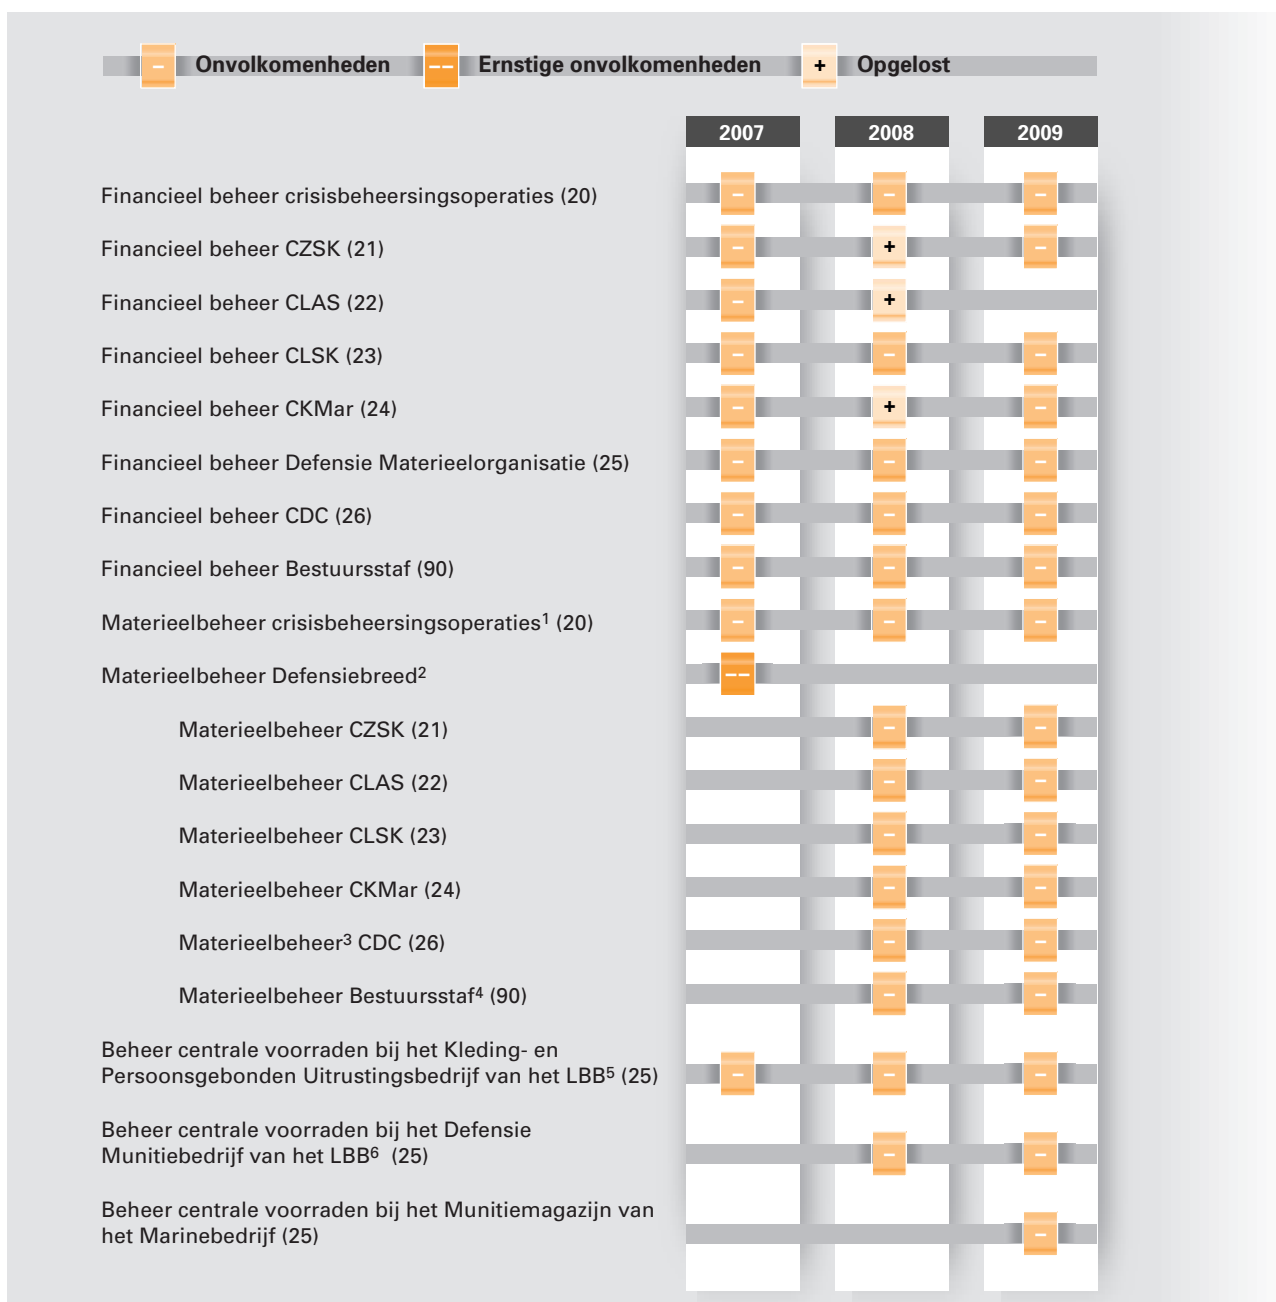 – Onvolkomenheden –– Ernstige onvolkomenheden + Opgelost
2007 2008 2009
Financieel beheer crisisbeheersingsoperaties (20) – – –
Financieel beheer CZSK (21) – + –
Financieel beheer CLAS (22) – +
Financieel beheer CLSK (23) – – –
Financieel beheer CKMar (24) – + –
Financieel beheer Defensie Materieelorganisatie (25) – – –
Financieel beheer CDC (26) – – –
Financieel beheer Bestuursstaf (90) – – –
Materieelbeheer crisisbeheersingsoperaties¹ (20) – – –
Materieelbeheer Defensiebreed² ––
Materieelbeheer CZSK (21) – –
Materieelbeheer CLAS (22) – –
Materieelbeheer CLSK (23) – –
Materieelbeheer CKMar (24) – –
Materieelbeheer³ CDC (26) – –
Materieelbeheer Bestuursstaf⁴ (90) – –
Beheer centrale voorraden bij het Kleding- en
Persoonsgebonden Uitrustingsbedrijf van het LBB⁵ (25) – – –
Beheer centrale voorraden bij het Defensie
Munitiebedrijf van het LBB⁶ (25) – –
Beheer centrale voorraden bij het Munitiemagazijn van
het Marinebedrijf (25) –